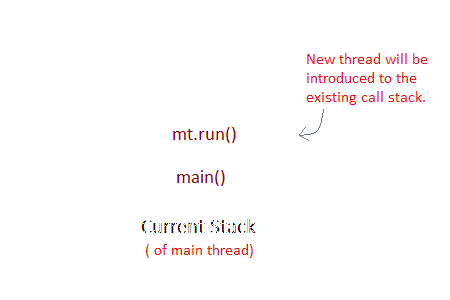 New thread will be
introduced to the
existing call stack.
mt.run()
main()
Current Stack
( of main thread)